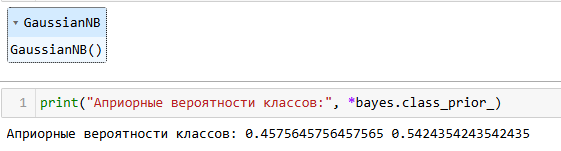 GaussianNB
GaussianNB()
1 print("Априорные вероятности классов:", *bayes.class_prior_)
Априорные вероятности классов: 0.4575645756457565 0.5424354243542435